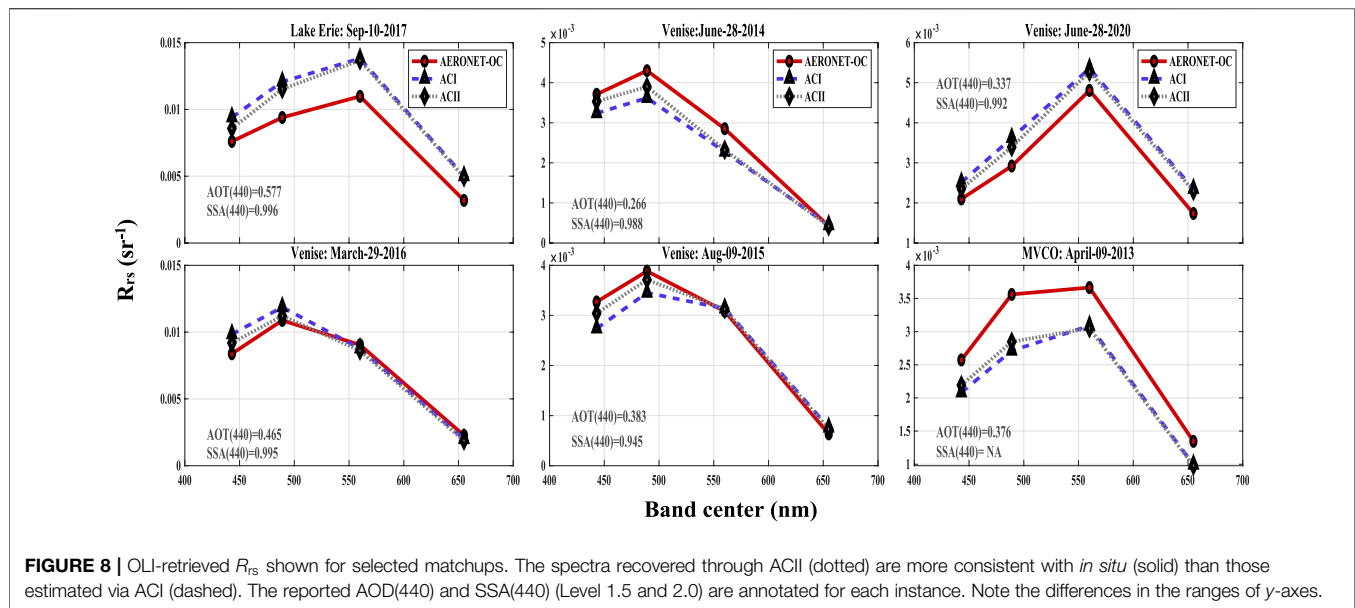 Lake Erie: Sep-10-2017
0.015
0.01
0.005
0
AERONET-OC
ACI
ACII
AOT(440)=0.577
SSA(440)=0.996
Venise:June-28-2014
×10⁻³
5
4
3
2
1
0
AERONET-OC
ACI
ACII
AOT(440)=0.266
SSA(440)=0.988
Venise: June-28-2020
×10⁻³
6
5
4
3
2
1
AERONET-OC
ACI
ACII
AOT(440)=0.337
SSA(440)=0.992
Rrs (sr⁻¹)
Venise: March-29-2016
0.015
0.01
0.005
0
AOT(440)=0.465
SSA(440)=0.995
400 450 500 550 600 650 700
Venise: Aug-09-2015
×10⁻³
4
3
2
1
0
AOT(440)=0.383
SSA(440)=0.945
400 450 500 550 600 650 700
MVCO: April-09-2013
×10⁻³
4
3.5
3
2.5
2
1.5
1
AOT(440)=0.376
SSA(440)= NA
400 450 500 550 600 650 700
Band center (nm)
FIGURE 8 | OLI-retrieved Rrs shown for selected matchups. The spectra recovered through ACII (dotted) are more consistent with in situ (solid) than those
estimated via ACI (dashed). The reported AOD(440) and SSA(440) (Level 1.5 and 2.0) are annotated for each instance. Note the differences in the ranges of y-axes.